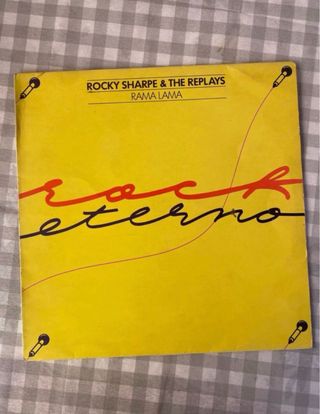 ROCKY SHARPE & THE REPLAYS
RAMA LAMA
rock
eterno